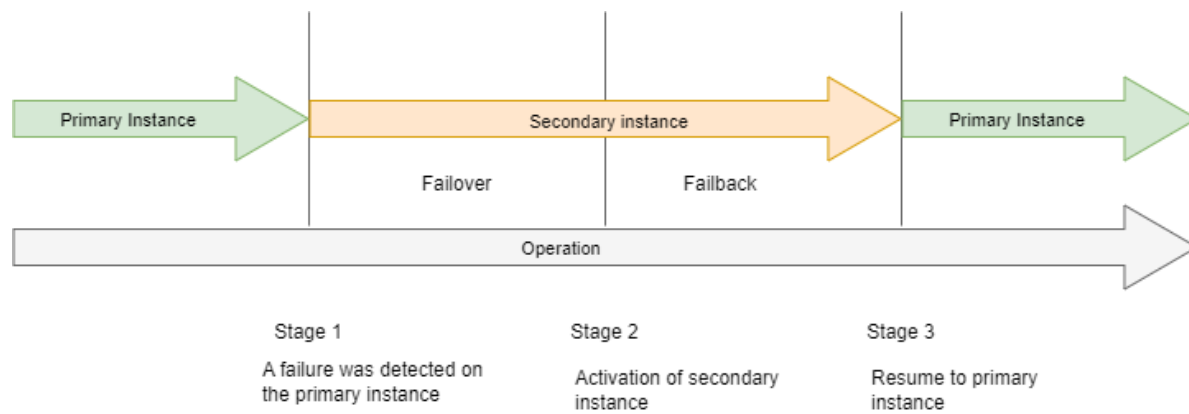 Primary Instance
Secondary instance
Primary Instance
Failover
Failback
Operation
Stage 1
A failure was detected on
the primary instance
Stage 2
Activation of secondary
instance
Stage 3
Resume to primary
instance